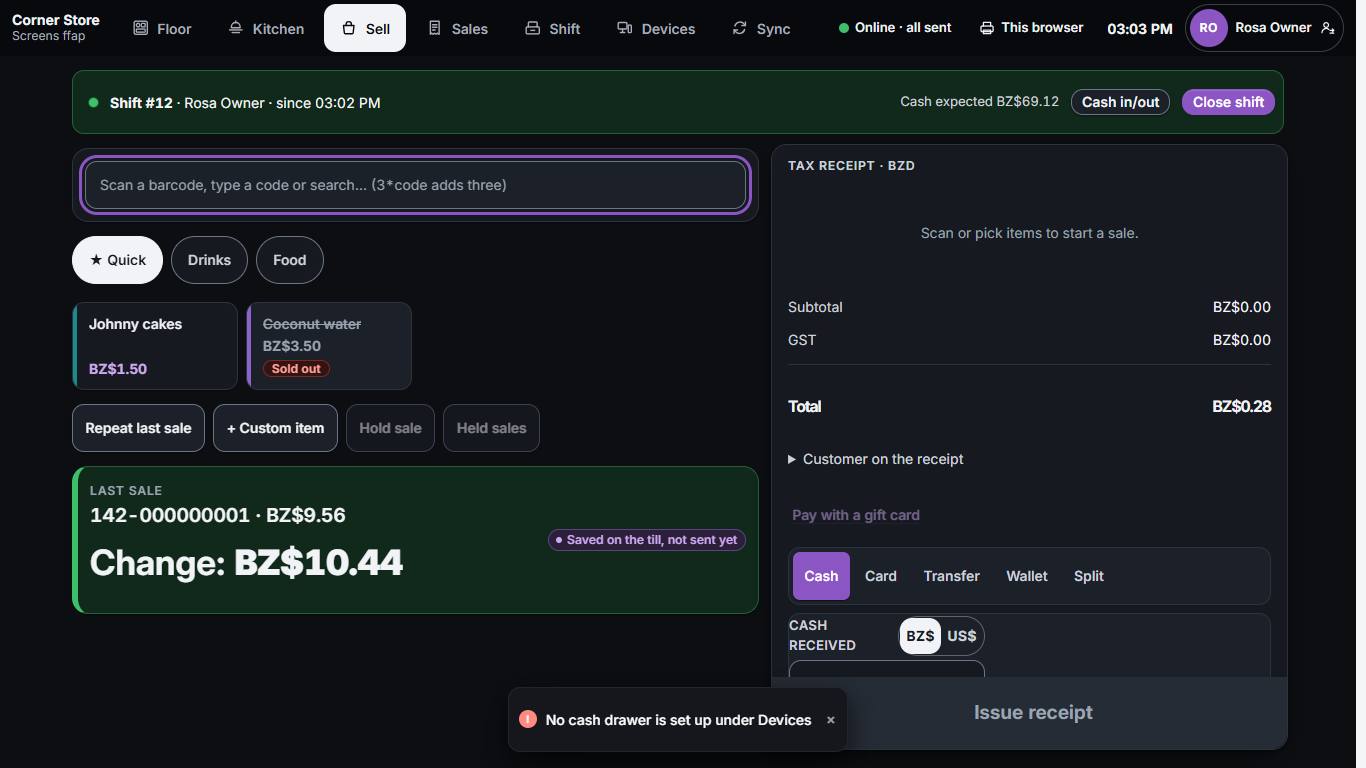 Corner Store
Screens ffap
Floor
Kitchen
Sell
Sales
Shift
Devices
Sync
Online · all sent
This browser
03:03 PM
RO
Rosa Owner
Shift #12 · Rosa Owner · since 03:02 PM
Cash expected BZ$69.12
Cash in/out
Close shift
Scan a barcode, type a code or search... (3*code adds three)
★ Quick
Drinks
Food
Johnny cakes
BZ$1.50
Coconut water
BZ$3.50
Sold out
Repeat last sale
+ Custom item
Hold sale
Held sales
LAST SALE
142-000000001 · BZ$9.56
Change: BZ$10.44
Saved on the till, not sent yet
TAX RECEIPT · BZD
Scan or pick items to start a sale.
Subtotal BZ$0.00
GST BZ$0.00
Total BZ$0.28
Customer on the receipt
Pay with a gift card
Cash
Card
Transfer
Wallet
Split
CASH
RECEIVED
BZ$
US$
Issue receipt
No cash drawer is set up under Devices ×